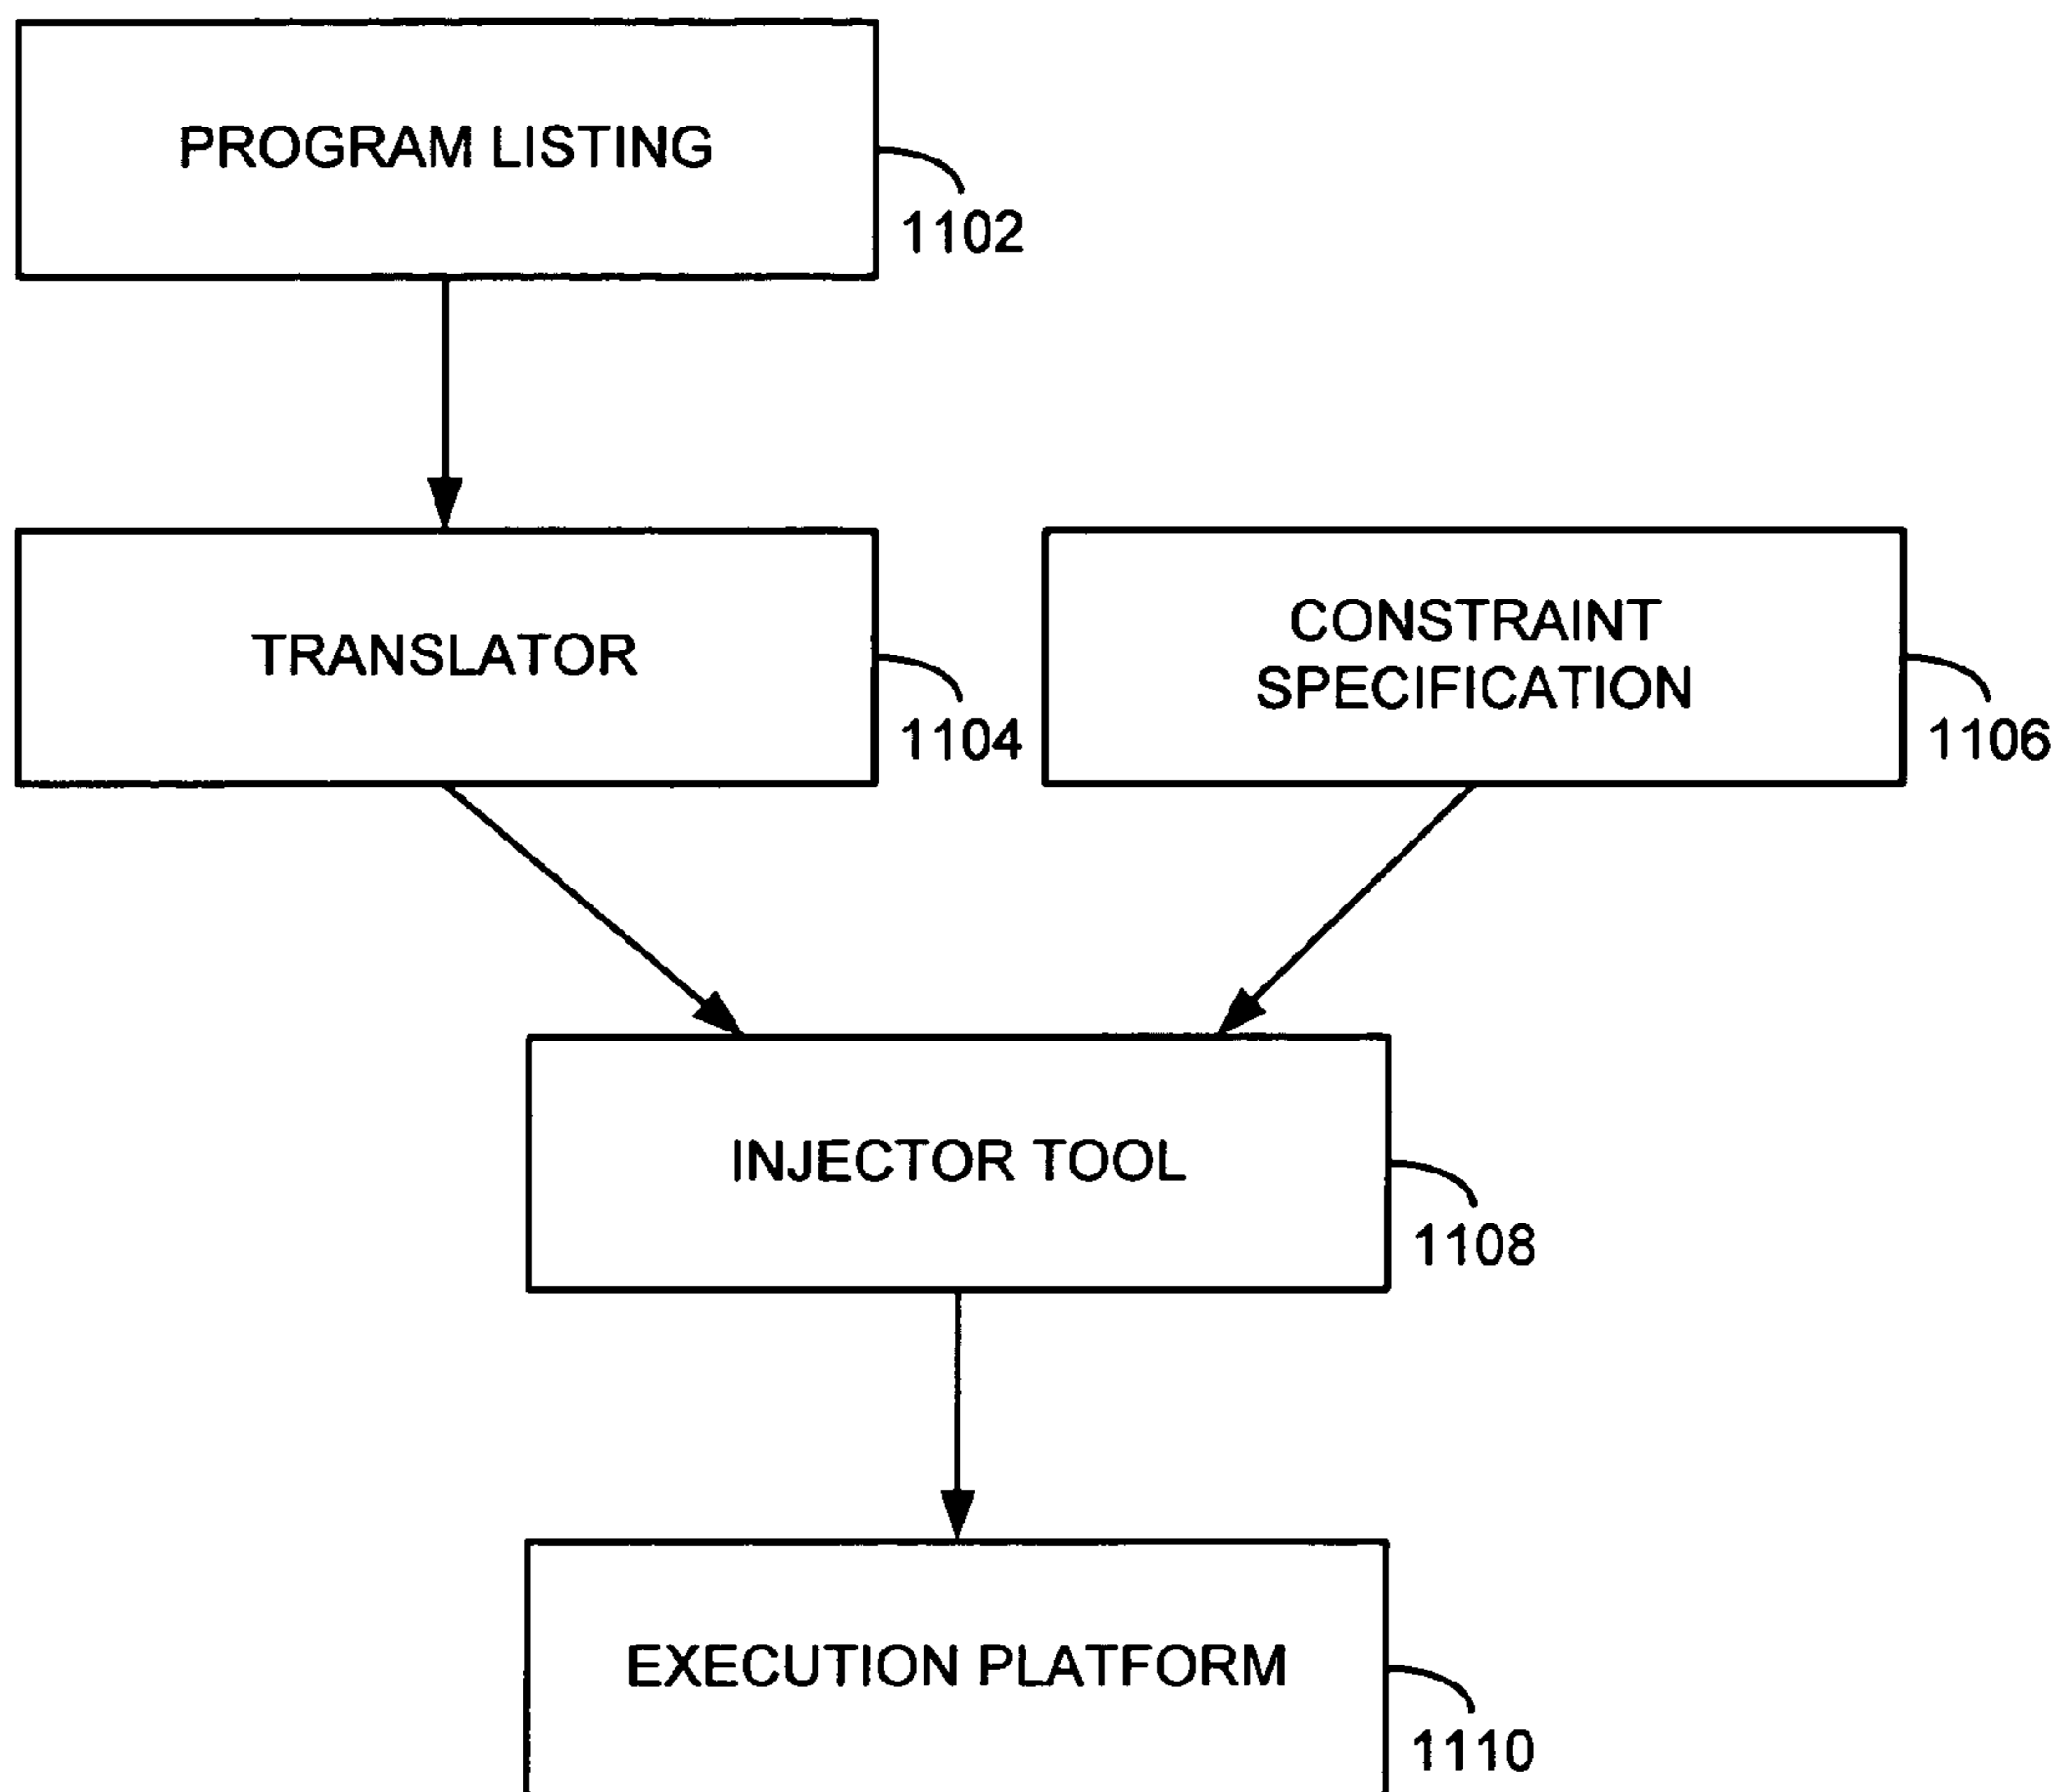 PROGRAM LISTING
1102
TRANSLATOR
1104
CONSTRAINT
SPECIFICATION
1106
INJECTOR TOOL
1108
EXECUTION PLATFORM
1110